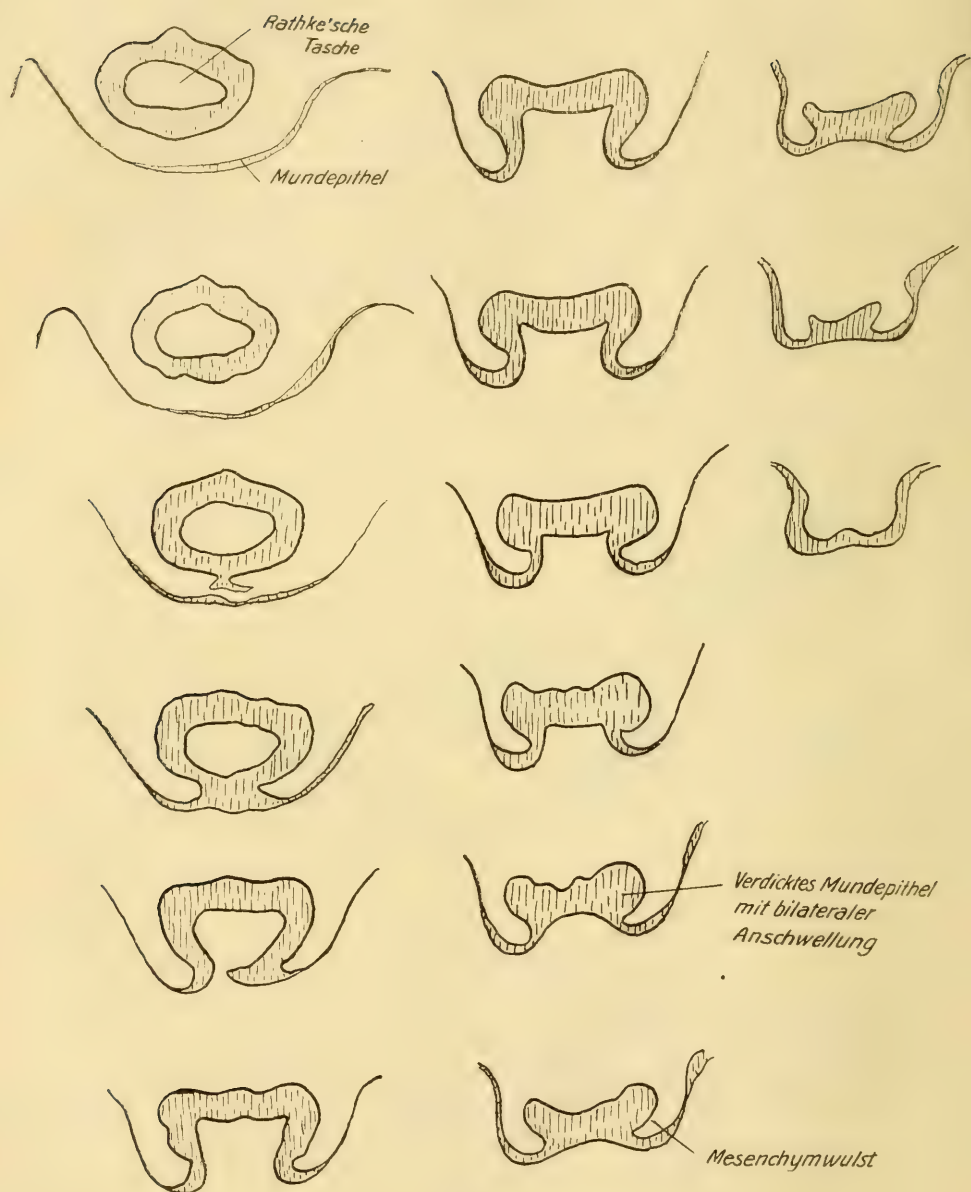 Rathke'sche
Tasche
Mundepithel
Verdicktes Mundepithel
mit bilateraler
Anschwellung
Mesenchymwulst